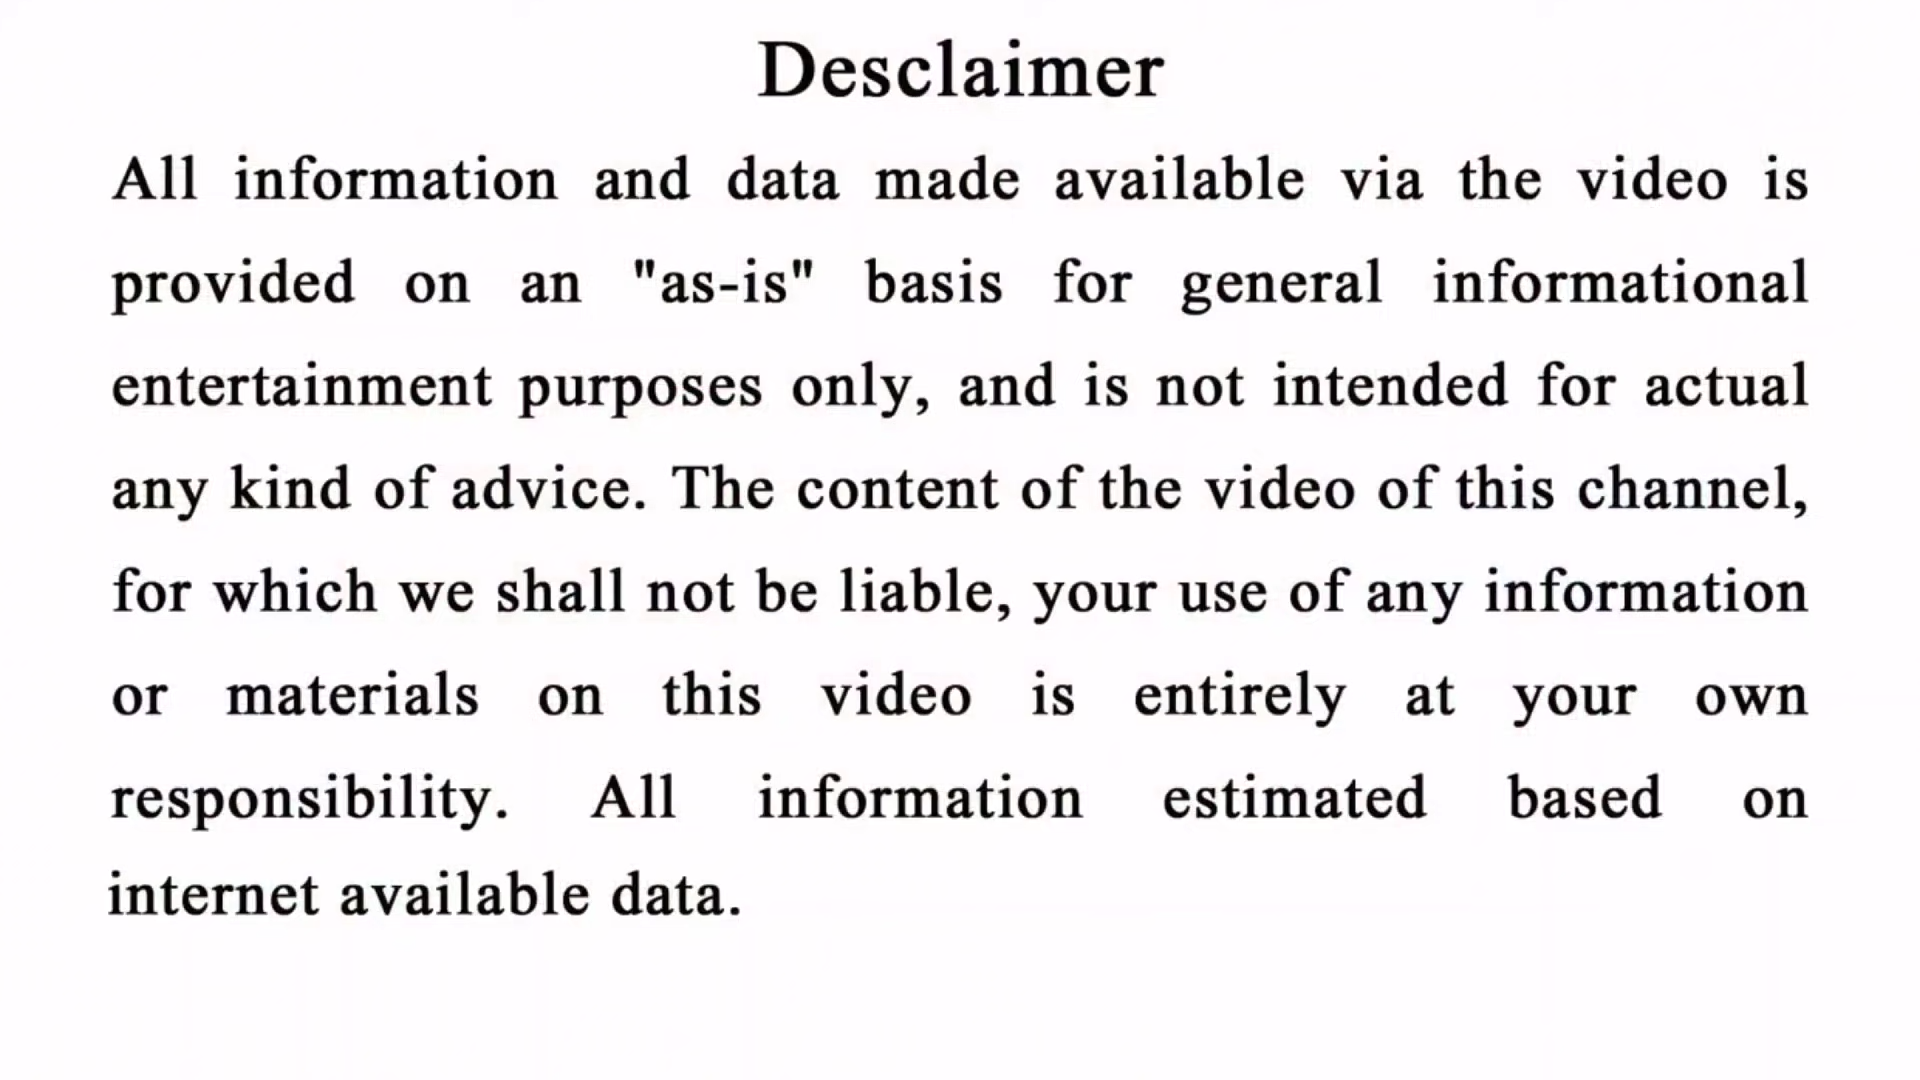 Desclaimer
All information and data made available via the video is
provided on an "as-is" basis for general informational
entertainment purposes only, and is not intended for actual
any kind of advice. The content of the video of this channel,
for which we shall not be liable, your use of any information
or materials on this video is entirely at your own
responsibility. All information estimated based on
internet available data.